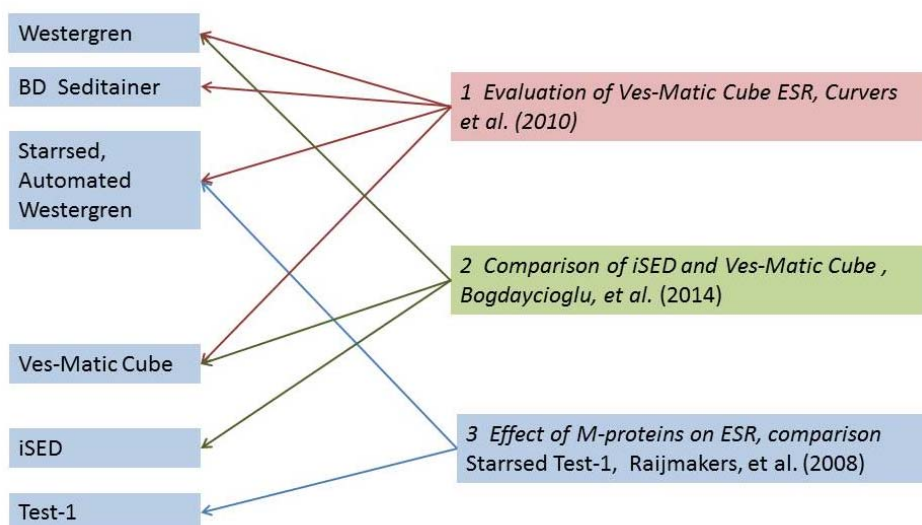 Westergren
BD  Seditainer
Starrsed,
Automated
Westergren
Ves-Matic Cube
iSED
Test-1
1  Evaluation of Ves-Matic Cube ESR, Curvers
et al. (2010)
2  Comparison of iSED and Ves-Matic Cube ,
Bogdaycioglu, et al. (2014)
3  Effect of M-proteins on ESR, comparison
Starrsed Test-1,  Raijmakers, et al. (2008)